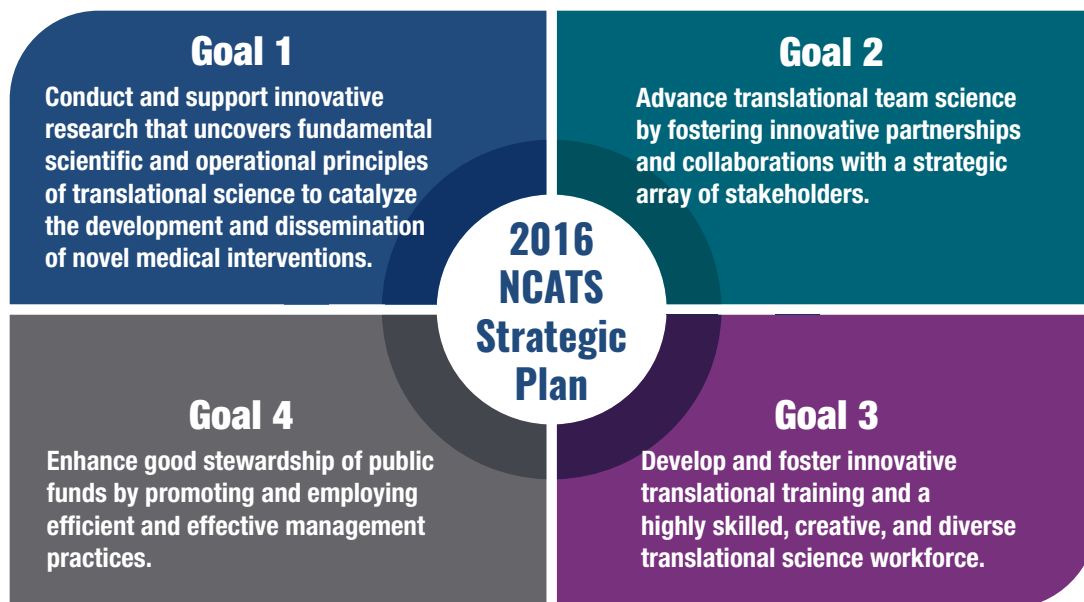 Goal 1
Conduct and support innovative
research that uncovers fundamental
scientific and operational principles
of translational science to catalyze
the development and dissemination
of novel medical interventions.
Goal 2
Advance translational team science
by fostering innovative partnerships
and collaborations with a strategic
array of stakeholders.
2016
NCATS
Strategic
Plan
Goal 4
Enhance good stewardship of public
funds by promoting and employing
efficient and effective management
practices.
Goal 3
Develop and foster innovative
translational training and a
highly skilled, creative, and diverse
translational science workforce.